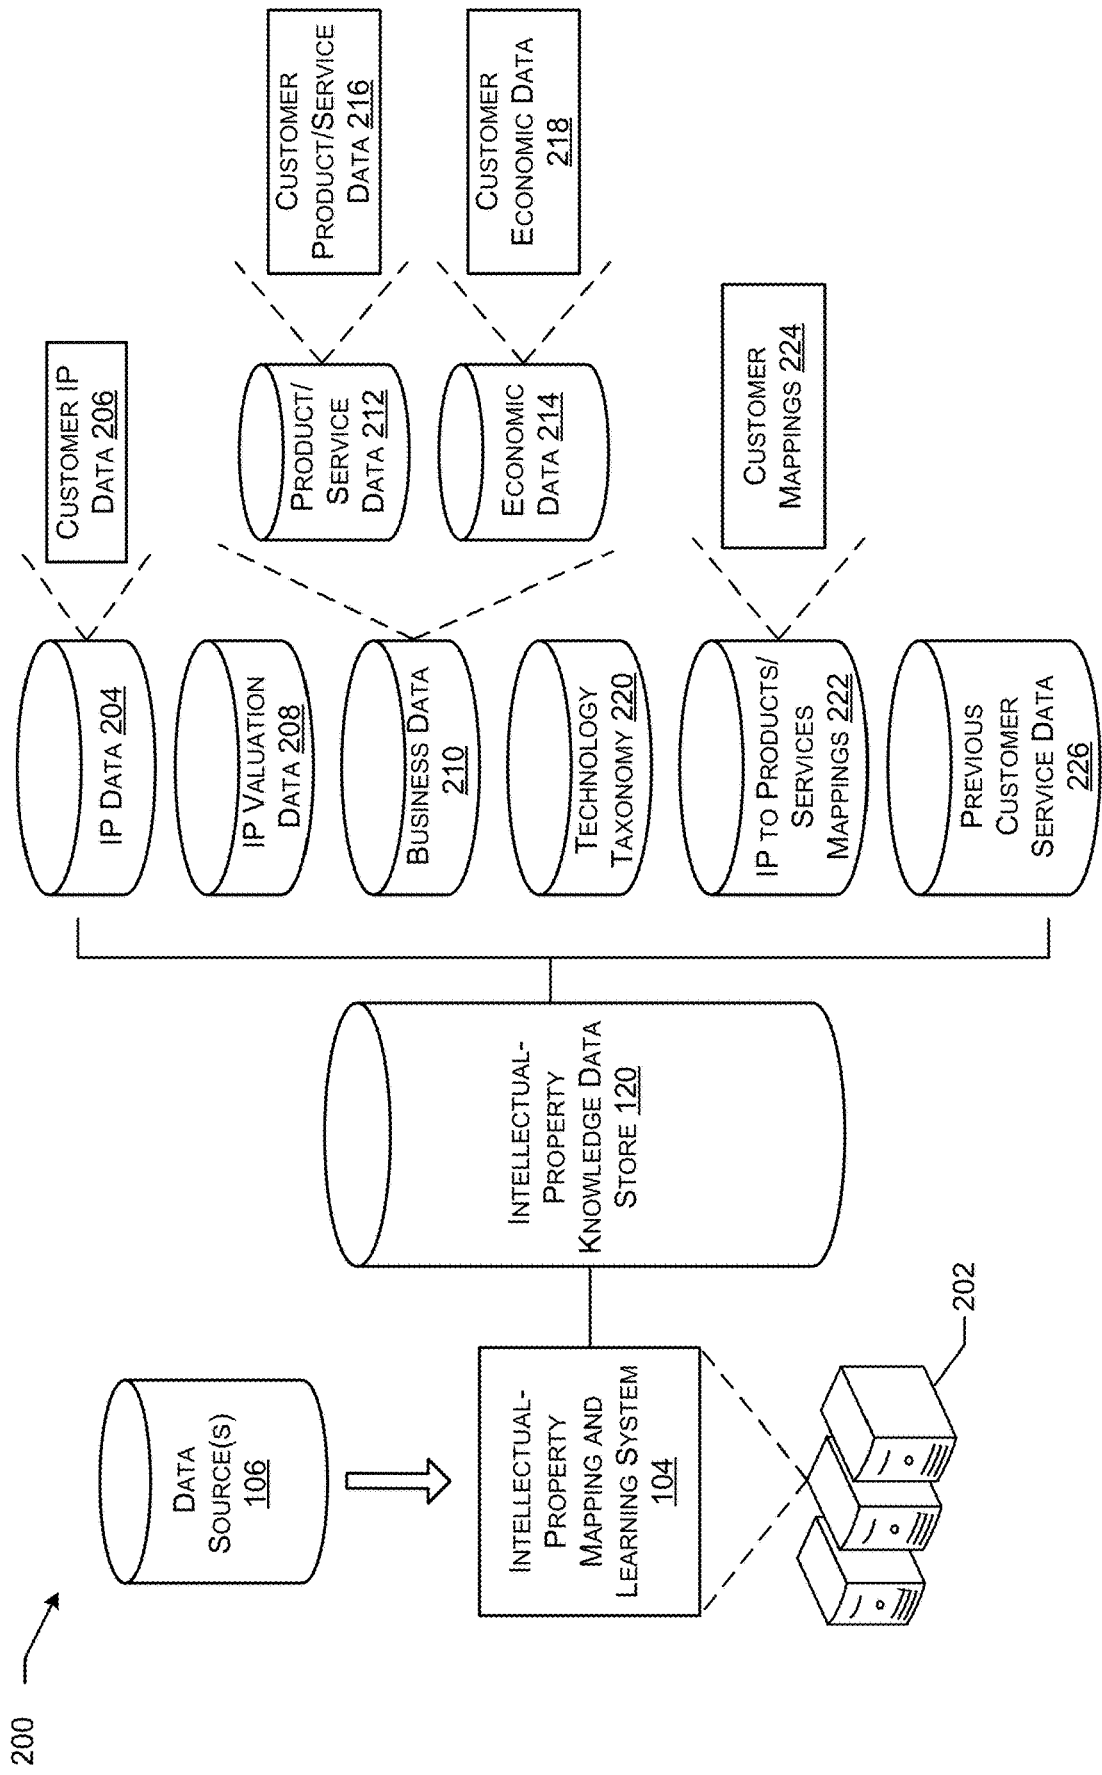 200
DATA
SOURCE(S)
106
INTELLECTUAL-
PROPERTY
MAPPING AND
LEARNING SYSTEM
104
202
INTELLECTUAL-
PROPERTY
KNOWLEDGE DATA
STORE 120
IP DATA 204
CUSTOMER IP
DATA 206
IP VALUATION
DATA 208
BUSINESS DATA
210
PRODUCT/
SERVICE
DATA 212
CUSTOMER
PRODUCT/SERVICE
DATA 216
ECONOMIC
DATA 214
CUSTOMER
ECONOMIC DATA
218
TECHNOLOGY
TAXONOMY 220
IP TO PRODUCTS/
SERVICES
MAPPINGS 222
CUSTOMER
MAPPINGS 224
PREVIOUS
CUSTOMER
SERVICE DATA
226